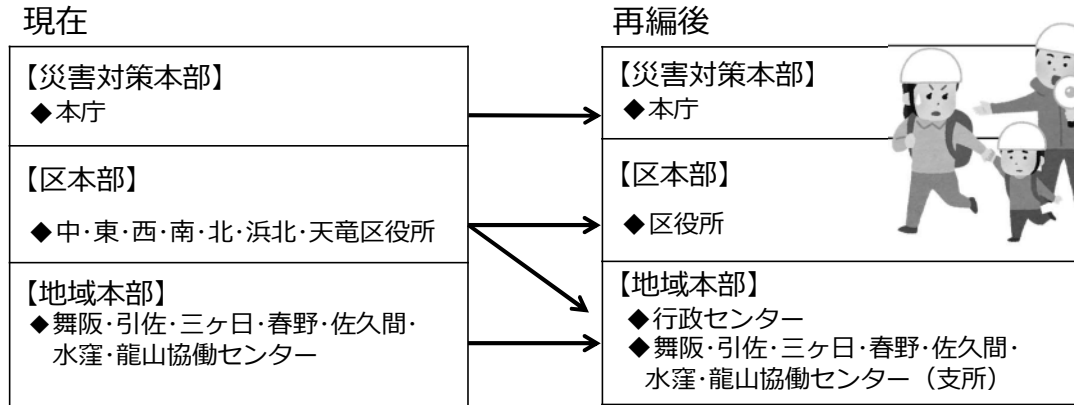 現在
【災害対策本部】
◆本庁
【区本部】
◆中・東・西・南・北・浜北・天竜区役所
【地域本部】
◆舞阪・引佐・三ヶ日・春野・佐久間・
水窪・龍山協働センター
再編後
【災害対策本部】
◆本庁
【区本部】
◆区役所
【地域本部】
◆行政センター
◆舞阪・引佐・三ヶ日・春野・佐久間・
水窪・龍山協働センター（支所）